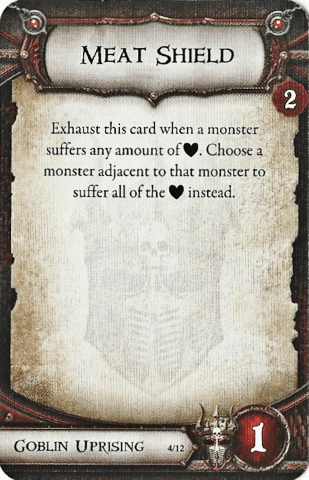 MEAT SHIELD
2
Exhaust this card when a monster
suffers any amount of ♥. Choose a
monster adjacent to that monster to
suffer all of the ♥ instead.
GOBLIN UPRISING 4/12
1